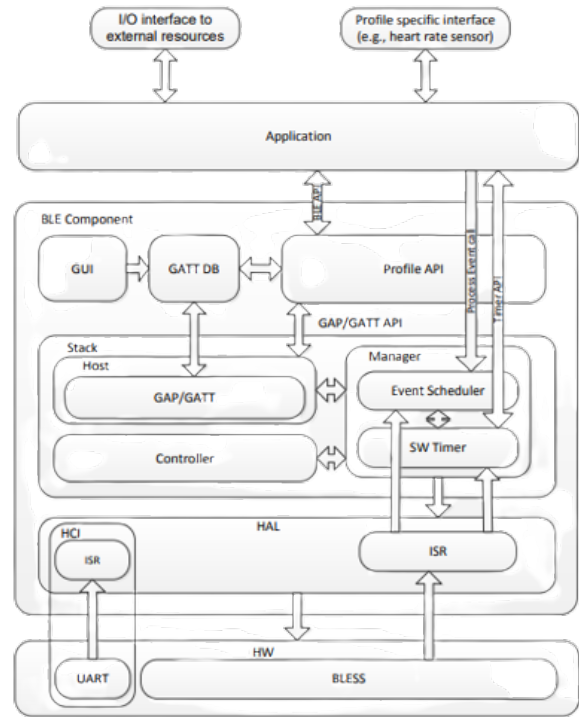 I/O interface to
external resources
Profile specific interface
(e.g., heart rate sensor)
Application
BLE API
Process Event call
Timer API
BLE Component
GUI
GATT DB
Profile API
GAP/GATT API
Stack
Host
GAP/GATT
Manager
Event Scheduler
SW Timer
Controller
HAL
HCI
ISR
ISR
HW
UART
BLESS